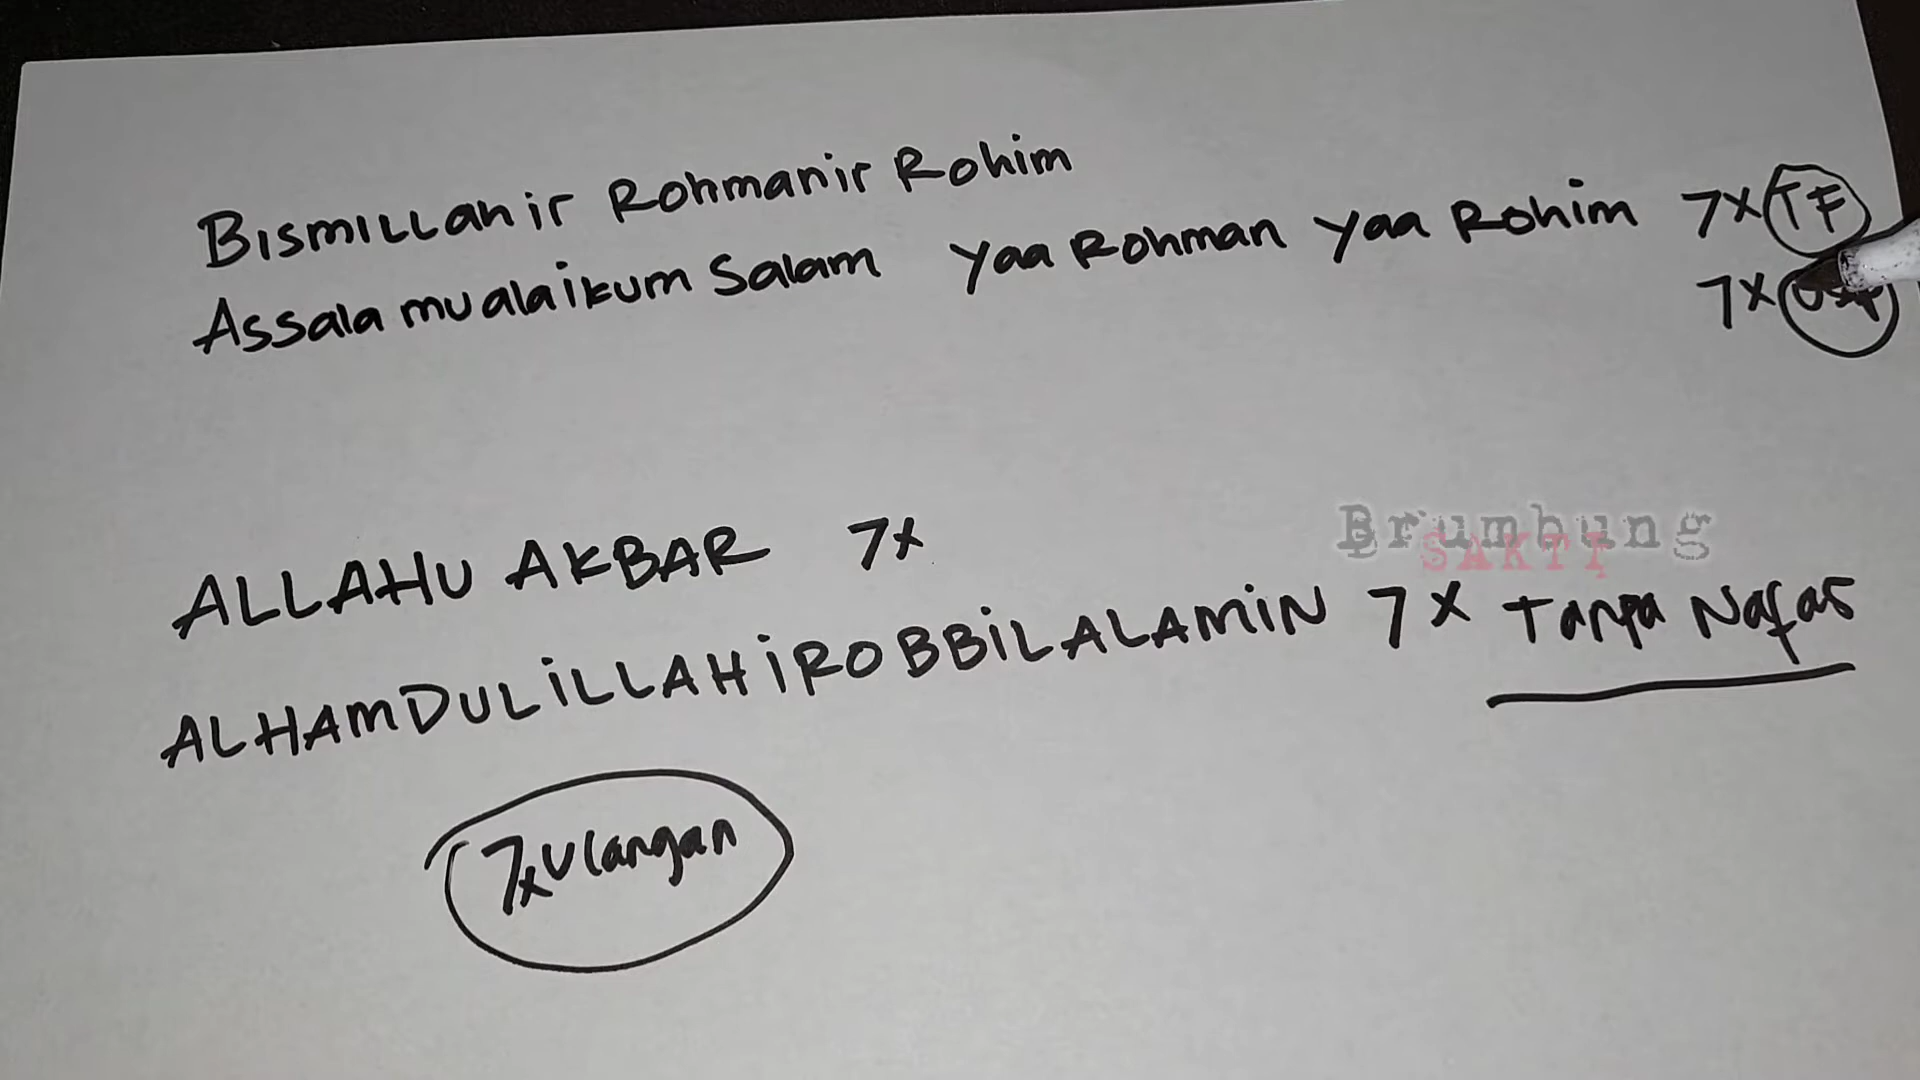 Bismillahir Rohmanir Rohim
Assalamualaikum Salam Yaa Rohman Yaa Rohim 7x TF
7x
ALLAHU AKBAR 7x
Brumbung
SAKTI
ALHAMDULILLAHIROBBILALAMIN 7x Tanpa Nafas
7x Ulangan